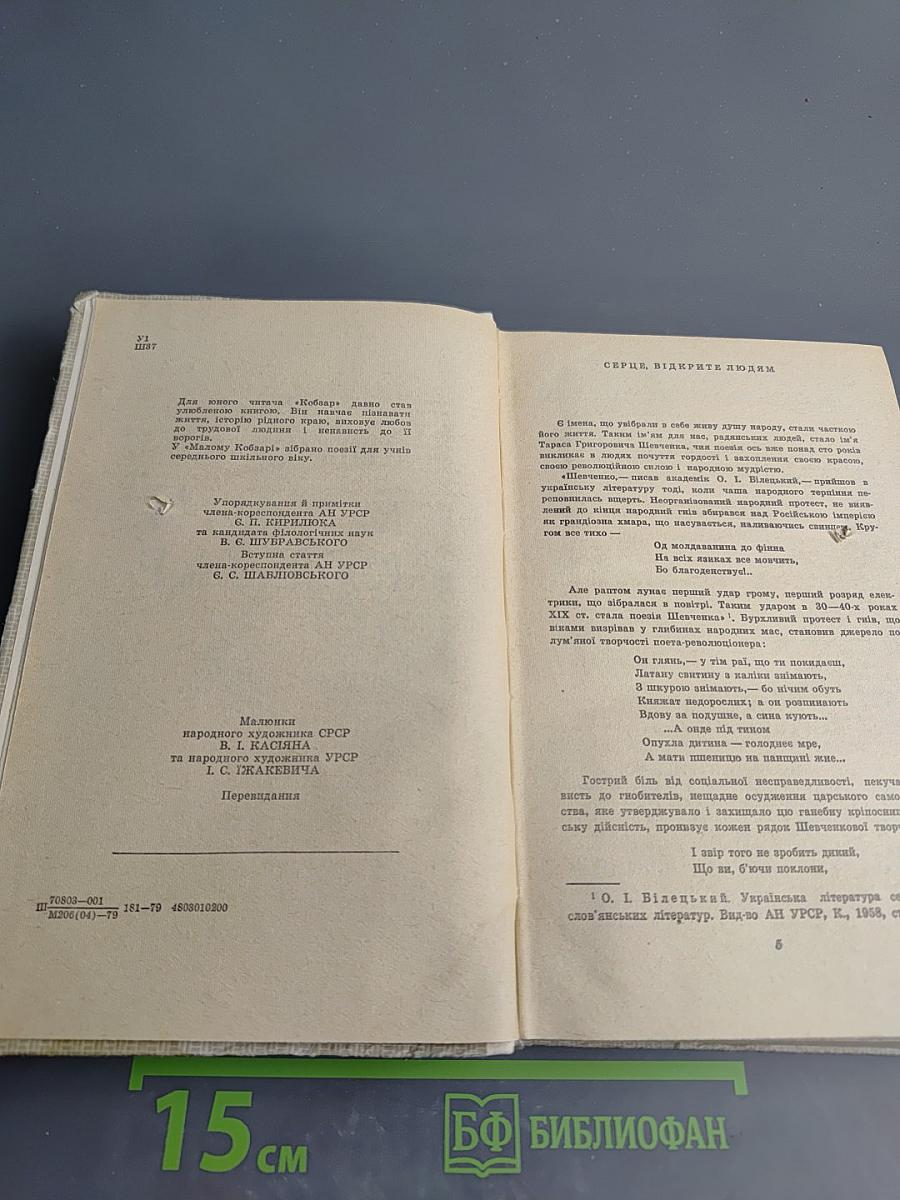 У1
Ш37
Для юного читача «Кобзар» давно став
улюбленою книгою. Він навчає пізнавати
життя, історію рідного краю, виховує любов
до трудової людини і ненависть до її
ворогів.
У «Малому Кобзарі» зібрано поезії для учнів
середнього шкільного віку.
Упорядкування й примітки
члена-кореспондента АН УРСР
Є. П. КИРИЛЮКА
та кандидата філологічних наук
В. Є. ШУБРАВСЬКОГО
Вступна стаття
члена-кореспондента АН УРСР
Є. С. ШАБЛІОВСЬКОГО
Малюнки
народного художника СРСР
В. І. КАСІЯНА
та народного художника УРСР
І. С. ЇЖАКЕВИЧА
Перевидання
Ш 70803—001
М206(04)—79 181—79 4803010200
СЕРЦЕ, ВІДКРИТЕ ЛЮДЯМ
Є імена, що увібрали в себе живу душу народу, стали часткою
його життя. Таким ім'ям для нас, радянських людей, стало ім'я
Тараса Григоровича Шевченка, чия поезія ось вже понад сто років
викликає в людях почуття гордості і захоплення своєю красою,
своєю революційною силою і народною мудрістю.
«Шевченко,— писав академік О. І. Білецький,— прийшов в
українську літературу тоді, коли чаша народного терпіння пе-
реповнилась вщерть. Неорганізований народний протест, не вияв-
лений до кінця народний гнів збирався над Російською імперією
як грандіозна хмара, що насувається, наливаючись свинцем. Кру-
гом все тихо —
Од молдаванина до фінна
На всіх язиках все мовчить,
Бо благоденствує!..
Але раптом лунає перший удар грому, перший розряд елек-
трики, що зібралася в повітрі. Таким ударом в 30—40-х роках
XIX ст. стала поезія Шевченка» ¹. Бурхливий протест і гнів, що
віками визрівав у глибинах народних мас, становив джерело по
лум'яної творчості поета-революціонера:
Он глянь,— у тім раї, що ти покидаєш,
Латану свитину з каліки знімають,
З шкурою знімають,— бо нічим обуть
Княжат недорослих; а он розпинають
Вдову за подушне, а сина кують...
...А онде під тином
Опухла дитина — голоднеє мре,
А мати пшеницю на панщині жне...
Гострий біль від соціальної несправедливості, пекуча
висть до гнобителів, нещадне осудження царського само
ства, яке утверджувало і захищало цю ганебну кріпосни
ську дійсність, пронизує кожен рядок Шевченкової творч
І звір того не зробить дикий,
Що ви, б'ючи поклони,
¹ О. І. Білецький. Українська література се
слов'янських літератур. Вид-во АН УРСР, К., 1958, ст
5
15 см
БФ БИБЛИОФАН